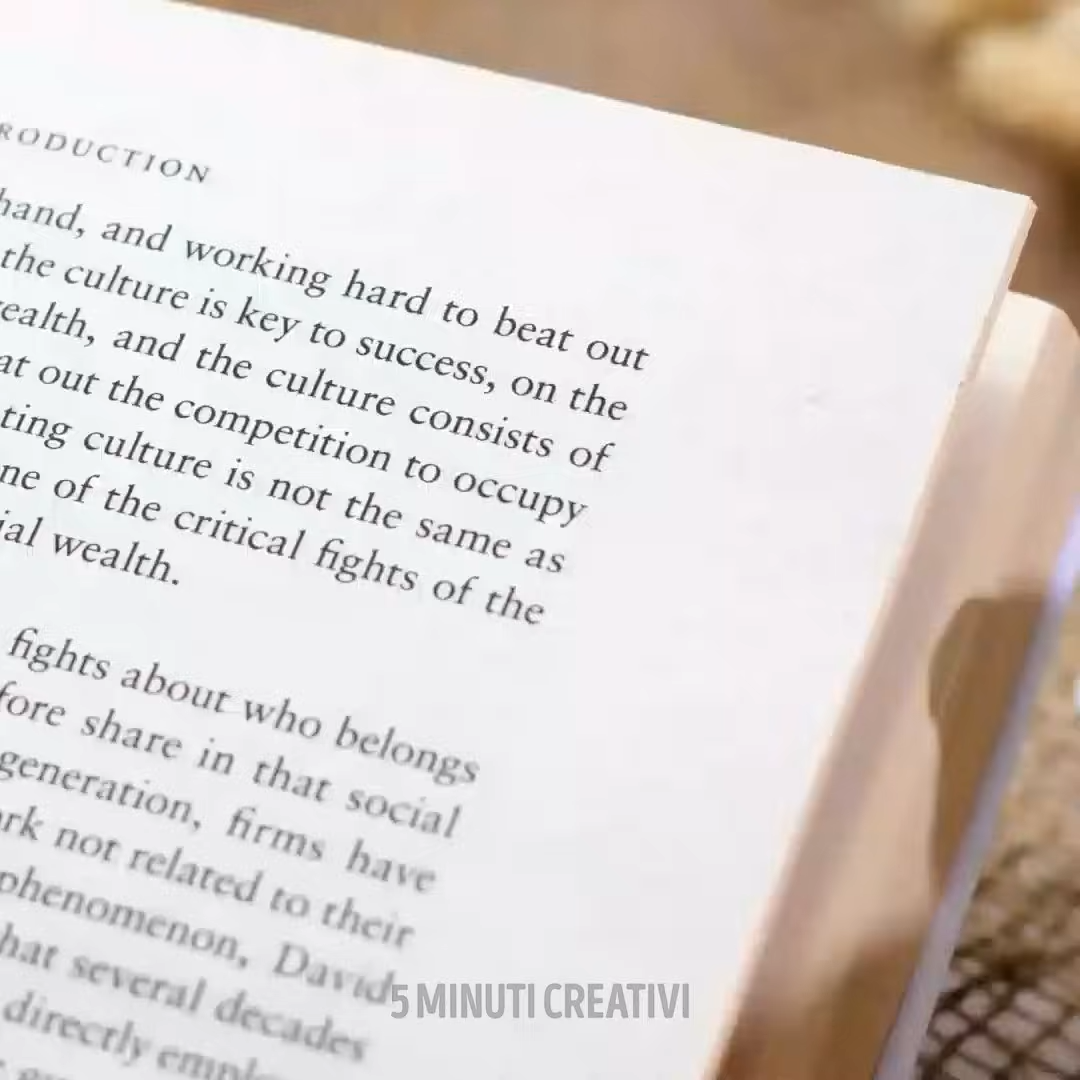 RODUCTION
hand, and working hard to beat out
the culture is key to success, on the
ealth, and the culture consists of
at out the competition to occupy
ting culture is not the same as
ne of the critical fights of the
ial wealth.
fights about who belongs
fore share in that social
generation, firms have
rk not related to their
phenomenon, David
hat several decades
directly emplo
5 MINUTI CREATIVI